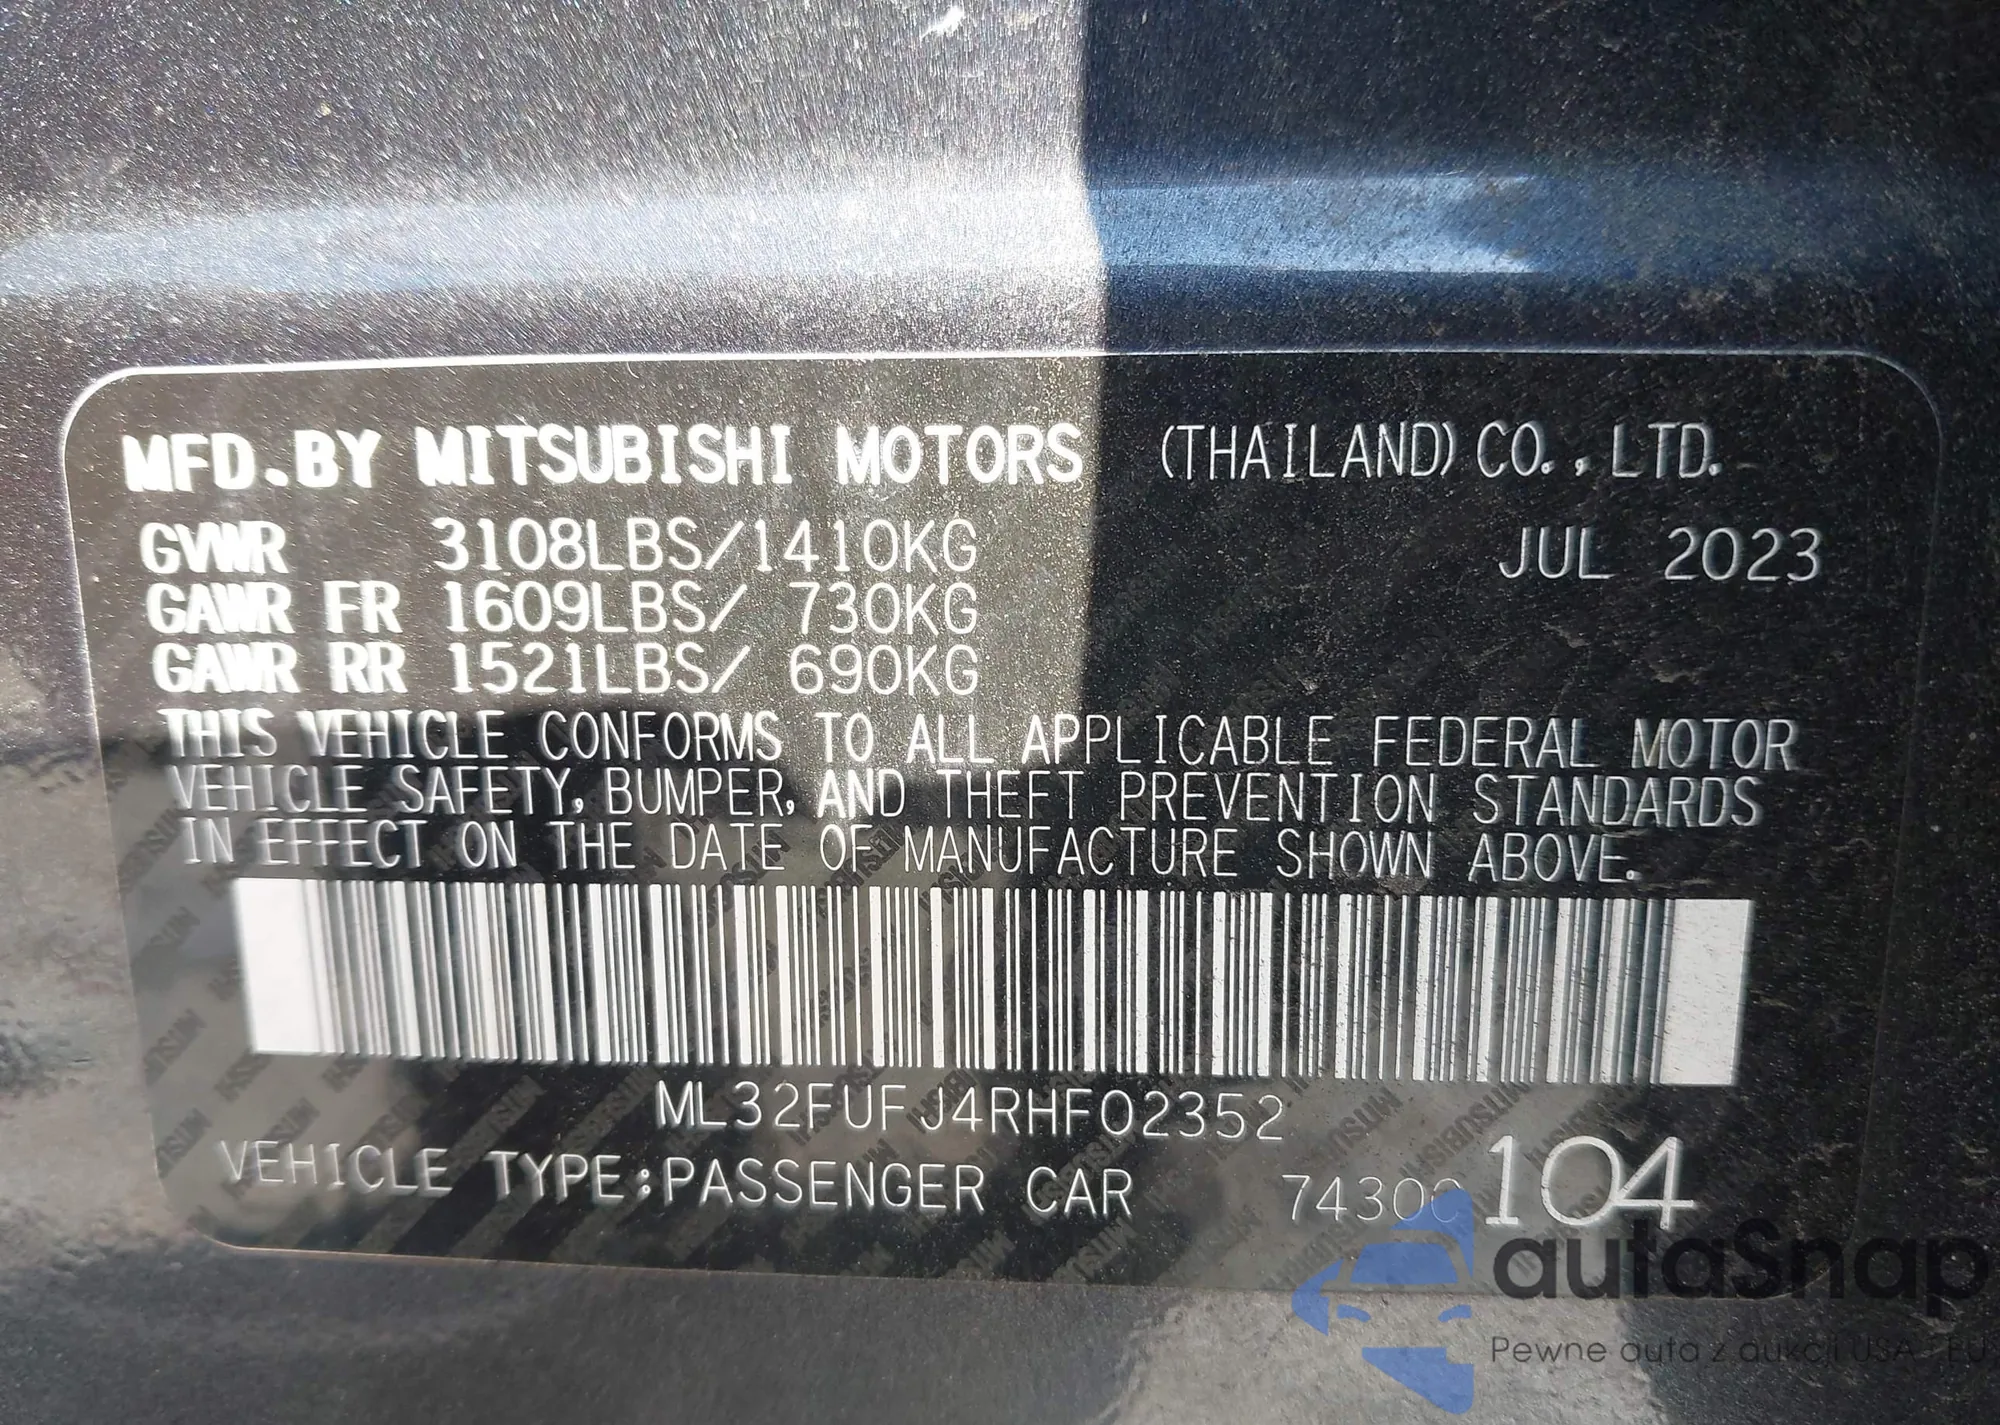 MFD.BY MITSUBISHI MOTORS (THAILAND) CO.,LTD.
JUL 2023
GVWR 3108LBS/1410KG
GAWR FR 1609LBS/ 730KG
GAWR RR 1521LBS/ 690KG
THIS VEHICLE CONFORMS TO ALL APPLICABLE FEDERAL MOTOR
VEHICLE SAFETY, BUMPER, AND THEFT PREVENTION STANDARDS
IN EFFECT ON THE DATE OF MANUFACTURE SHOWN ABOVE.
ML32FUFJ4RHF02352
VEHICLE TYPE:PASSENGER CAR 104
autaSnap
Pewne auta z aukcji USA i EU